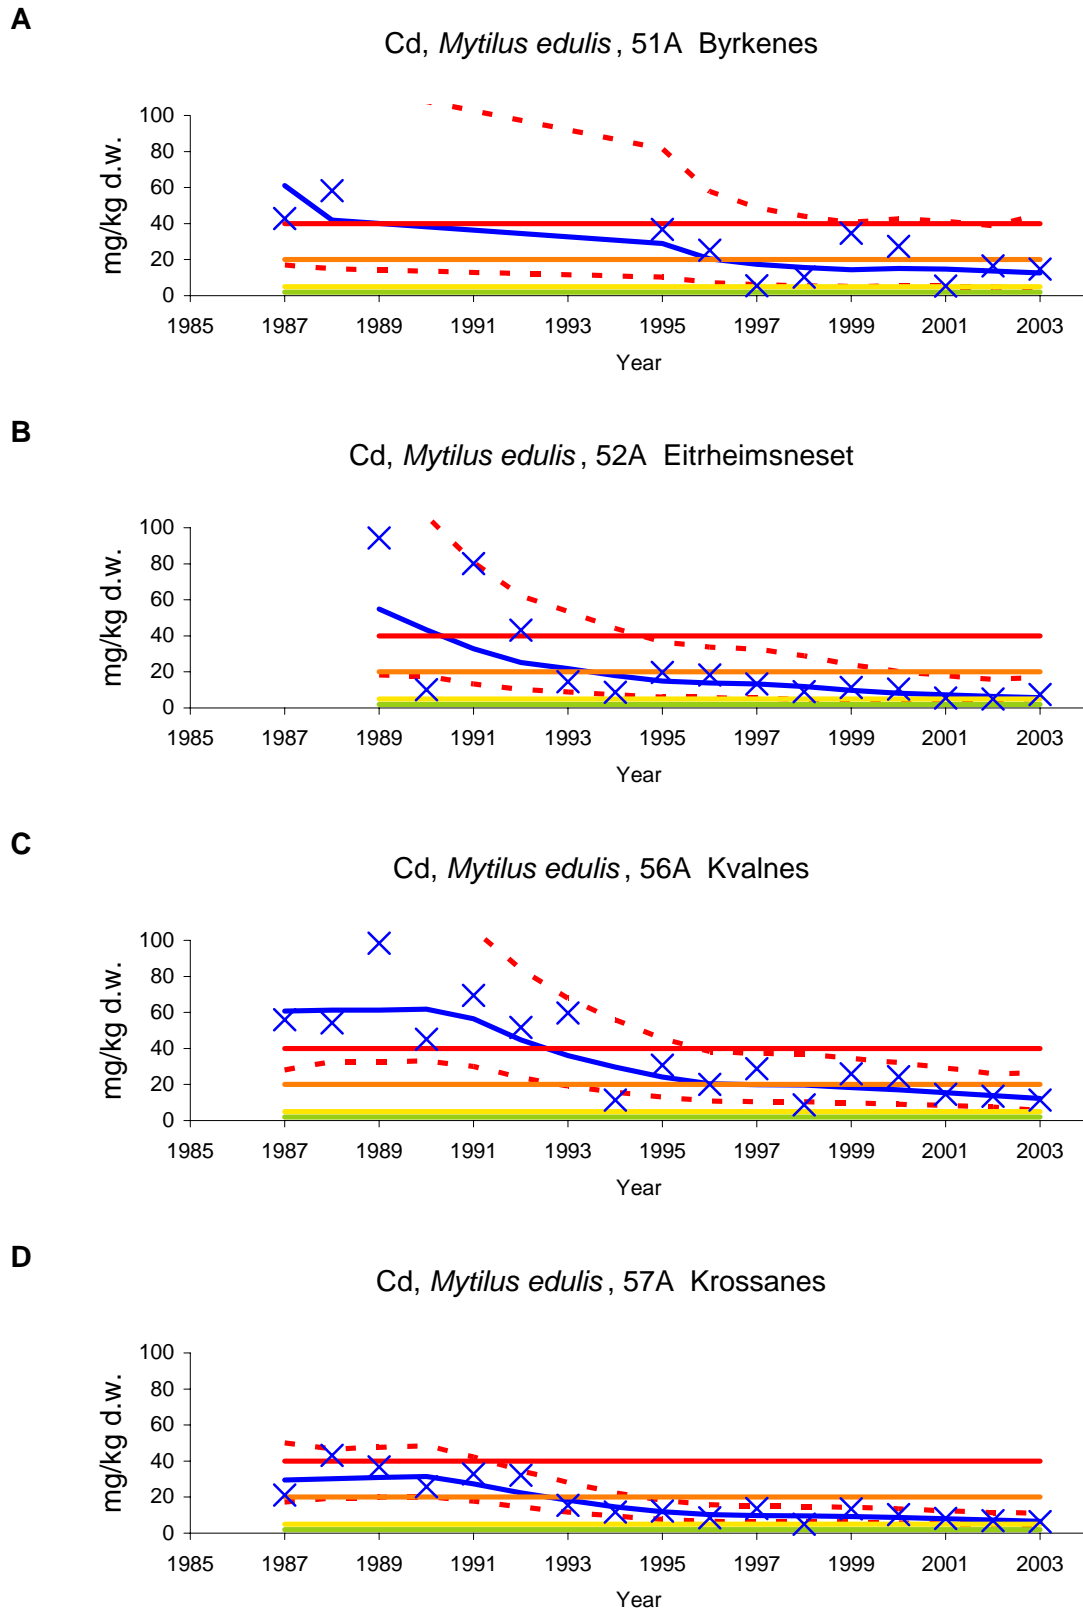 A
Cd, Mytilus edulis, 51A Byrkenes
mg/kg d.w.
100
80
60
40
20
0
1985 1987 1989 1991 1993 1995 1997 1999 2001 2003
Year
B
Cd, Mytilus edulis, 52A Eitrheimsneset
mg/kg d.w.
100
80
60
40
20
0
1985 1987 1989 1991 1993 1995 1997 1999 2001 2003
Year
C
Cd, Mytilus edulis, 56A Kvalnes
mg/kg d.w.
100
80
60
40
20
0
1985 1987 1989 1991 1993 1995 1997 1999 2001 2003
Year
D
Cd, Mytilus edulis, 57A Krossanes
mg/kg d.w.
100
80
60
40
20
0
1985 1987 1989 1991 1993 1995 1997 1999 2001 2003
Year